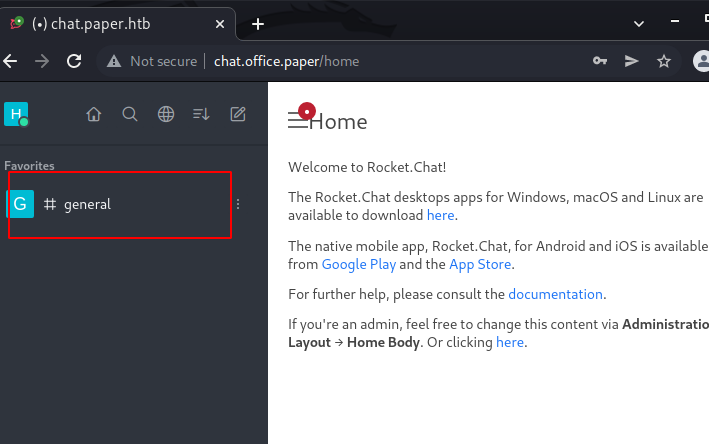 (•) chat.paper.htb
Not secure | chat.office.paper/home
H
Favorites
G # general
Home
Welcome to Rocket.Chat!
The Rocket.Chat desktops apps for Windows, macOS and Linux are
available to download here.
The native mobile app, Rocket.Chat, for Android and iOS is available
from Google Play and the App Store.
For further help, please consult the documentation.
If you're an admin, feel free to change this content via Administratio
Layout → Home Body. Or clicking here.